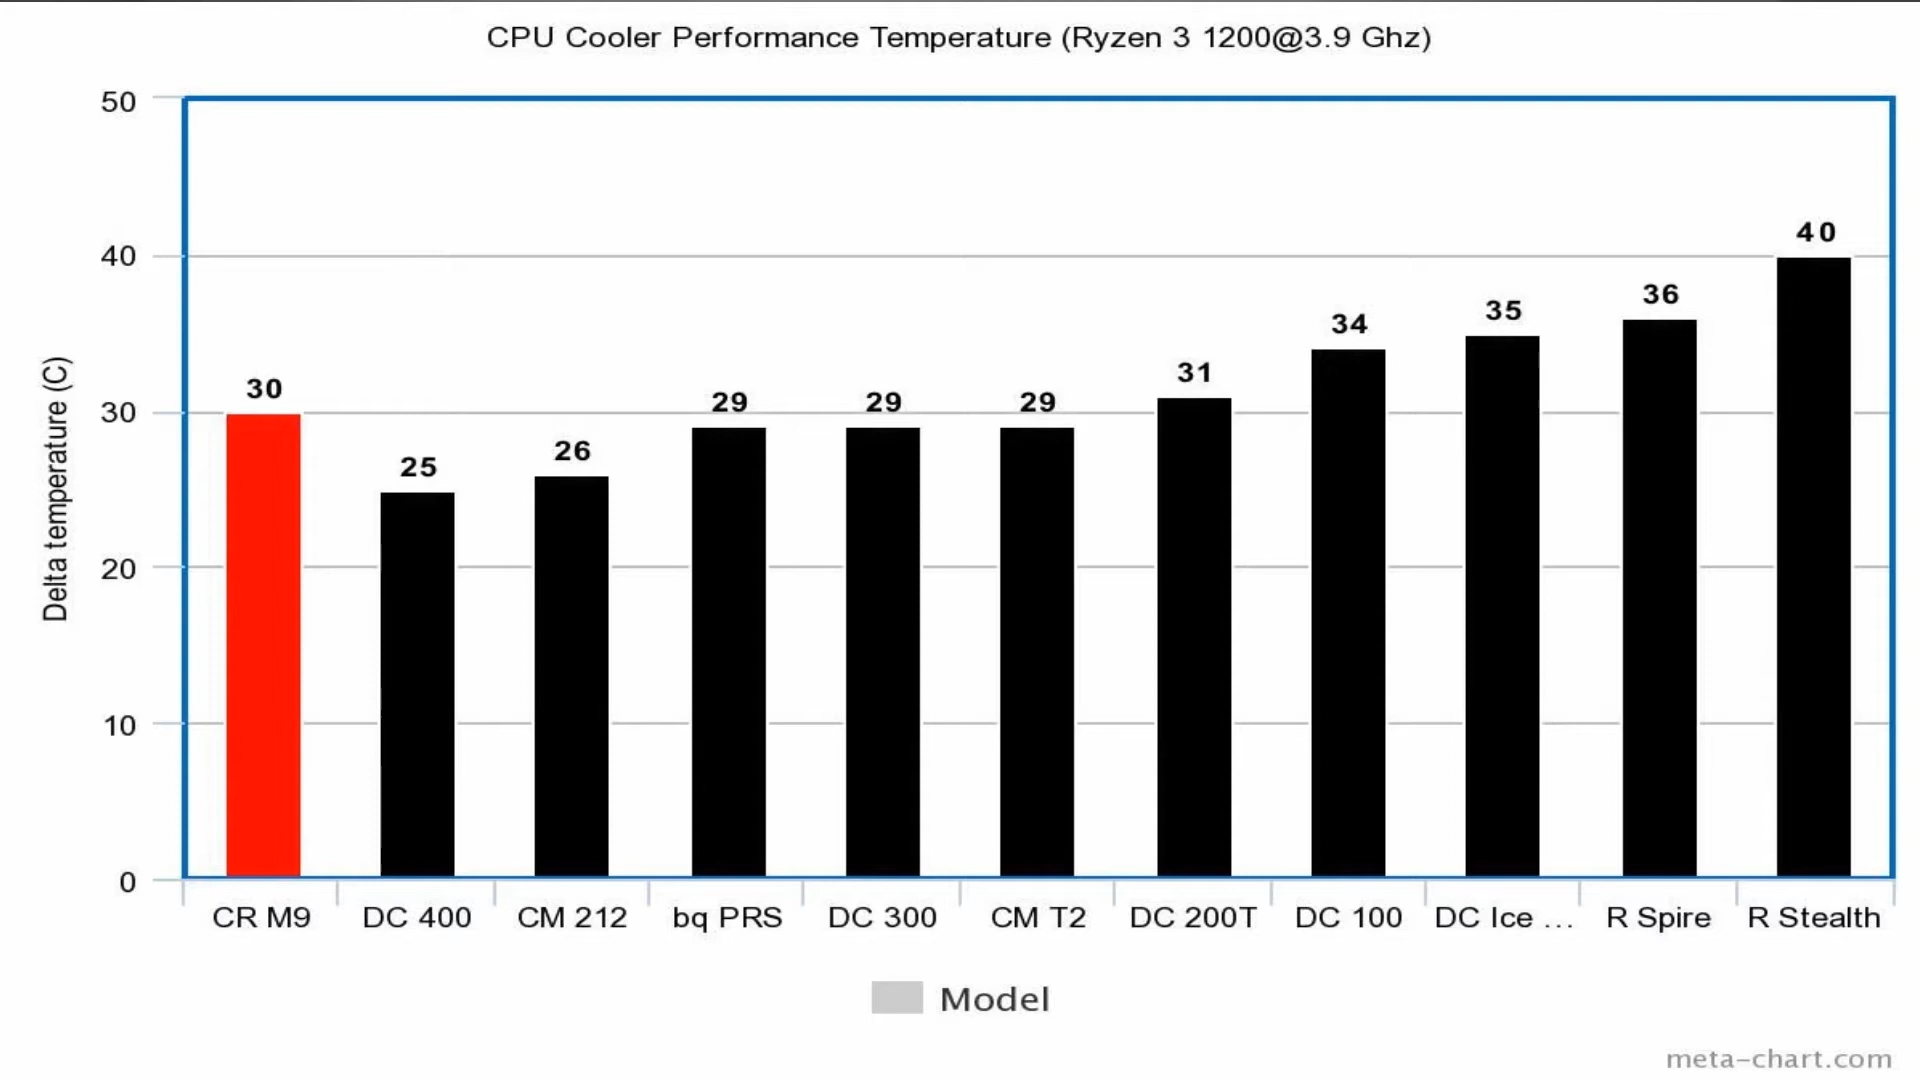 CPU Cooler Performance Temperature (Ryzen 3 1200@3.9 Ghz)
Delta temperature (C)
50
40
30
20
10
0
30
25
26
29
29
29
31
34
35
36
40
CR M9
DC 400
CM 212
bq PRS
DC 300
CM T2
DC 200T
DC 100
DC Ice ...
R Spire
R Stealth
Model
meta-chart.com